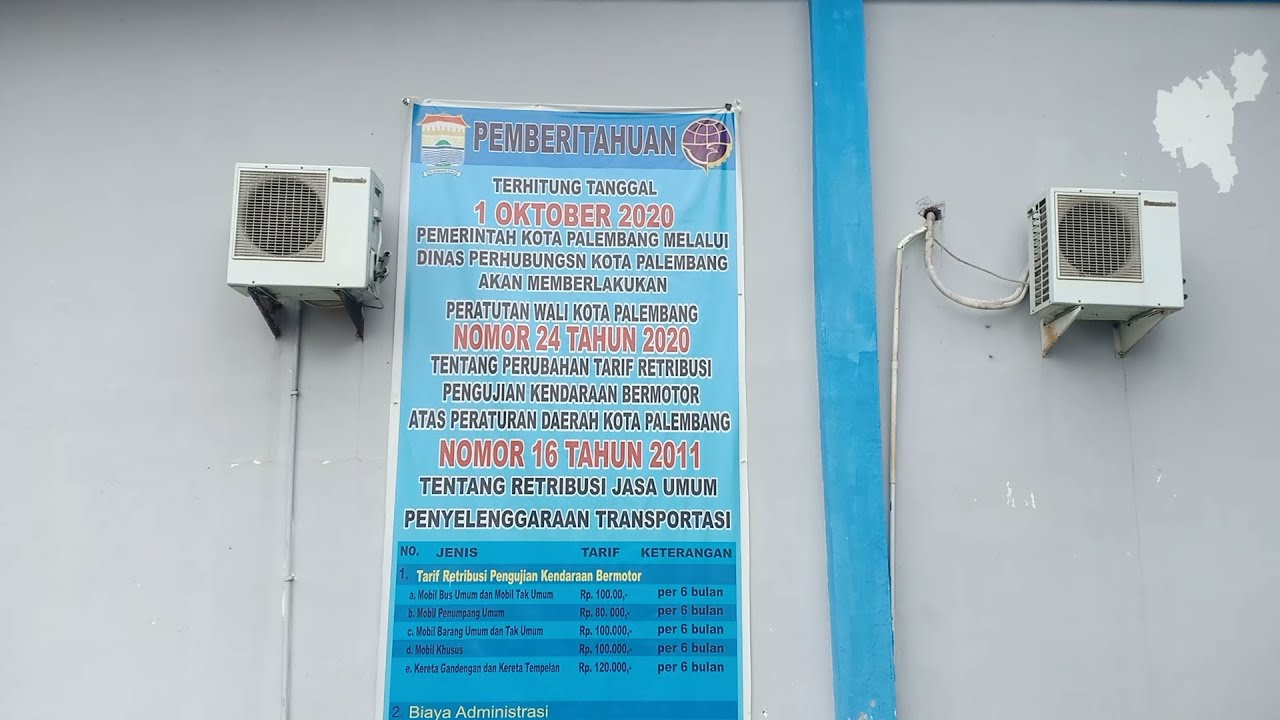 PEMBERITAHUAN
TERHITUNG TANGGAL
1 OKTOBER 2020
PEMERINTAH KOTA PALEMBANG MELALUI
DINAS PERHUBUNGSN KOTA PALEMBANG
AKAN MEMBERLAKUKAN
PERATUTAN WALI KOTA PALEMBANG
NOMOR 24 TAHUN 2020
TENTANG PERUBAHAN TARIF RETRIBUSI
PENGUJIAN KENDARAAN BERMOTOR
ATAS PERATURAN DAERAH KOTA PALEMBANG
NOMOR 16 TAHUN 2011
TENTANG RETRIBUSI JASA UMUM
PENYELENGGARAAN TRANSPORTASI
NO. JENIS TARIF KETERANGAN
1. Tarif Retribusi Pengujian Kendaraan Bermotor
a. Mobil Bus Umum dan Mobil Tak Umum Rp. 100.00,- per 6 bulan
b. Mobil Penumpang Umum Rp. 80. 000,- per 6 bulan
c. Mobil Barang Umum dan Tak Umum Rp. 100.000,- per 6 bulan
d. Mobil Khusus Rp. 100.000,- per 6 bulan
e. Kereta Gandengan dan Kereta Tempelan Rp. 120.000,- per 6 bulan
2. Biaya Administrasi
Panasonic
Panasonic